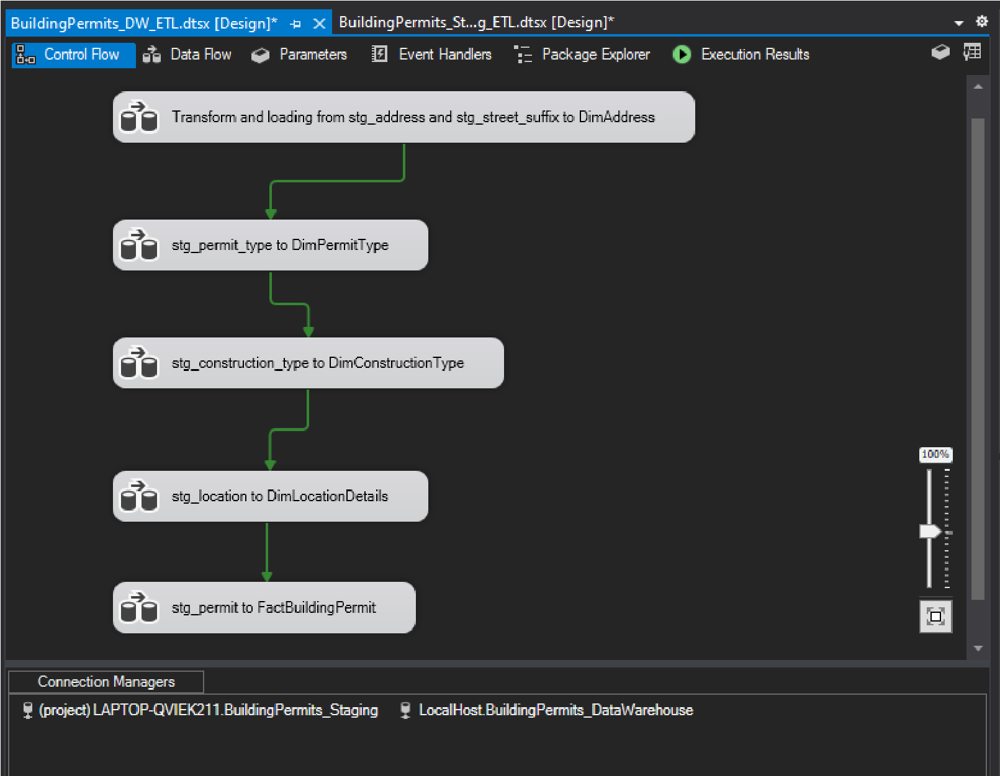 BuildingPermits_DW_ETL.dtsx [Design]* BuildingPermits_St...g_ETL.dtsx [Design]*
Control Flow Data Flow Parameters Event Handlers Package Explorer Execution Results
Transform and loading from stg_address and stg_street_suffix to DimAddress
stg_permit_type to DimPermitType
stg_construction_type to DimConstructionType
100%
stg_location to DimLocationDetails
stg_permit to FactBuildingPermit
Connection Managers
(project) LAPTOP-QVIEK211.BuildingPermits_Staging LocalHost.BuildingPermits_DataWarehouse